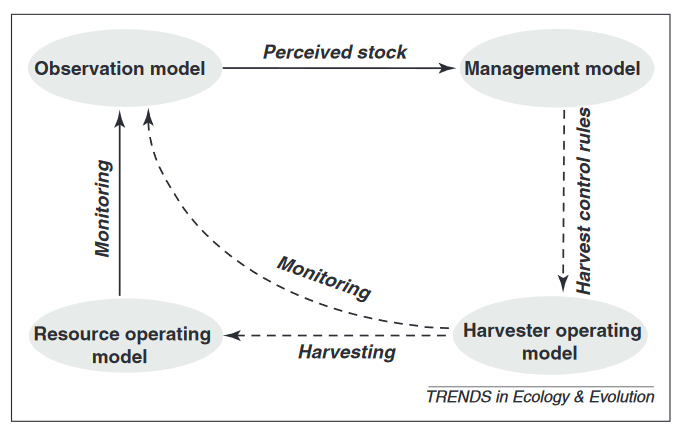 Observation model
Perceived stock
Management model
Monitoring
Harvest control rules
Monitoring
Resource operating
model
Harvesting
Harvester operating
model
TRENDS in Ecology & Evolution